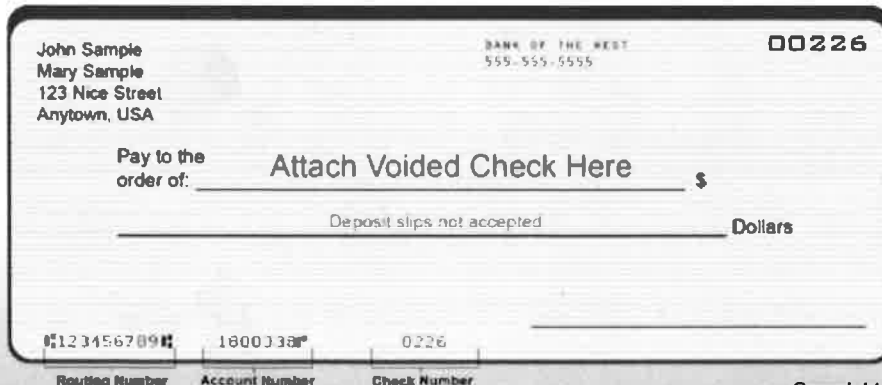 John Sample
Mary Sample
123 Nice Street
Anytown, USA
BANK OF THE WEST
555-555-5555
00226
Pay to the
order of: Attach Voided Check Here $
Deposit slips not accepted Dollars
⑆123456789⑆ 1800338⑈ 0226
Routing Number Account Number Check Number